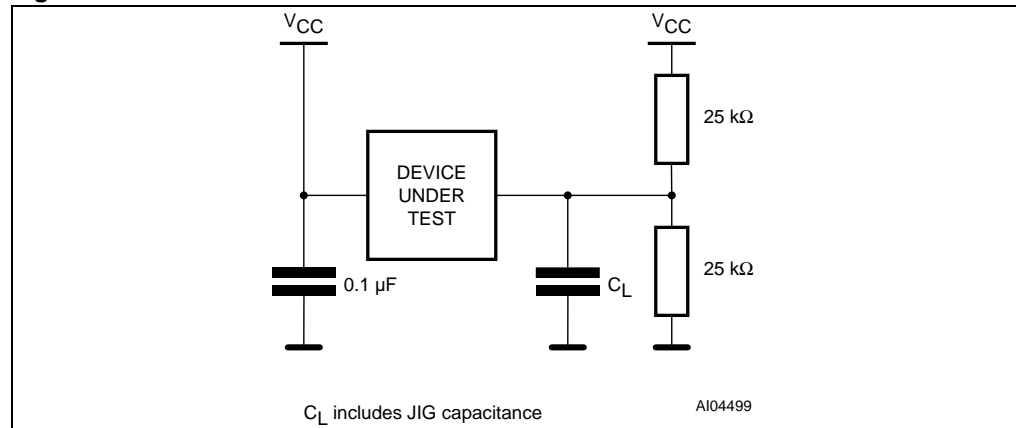 VCC
VCC
25 kΩ
DEVICE
UNDER
TEST
25 kΩ
0.1 µF
CL
CL includes JIG capacitance
AI04499